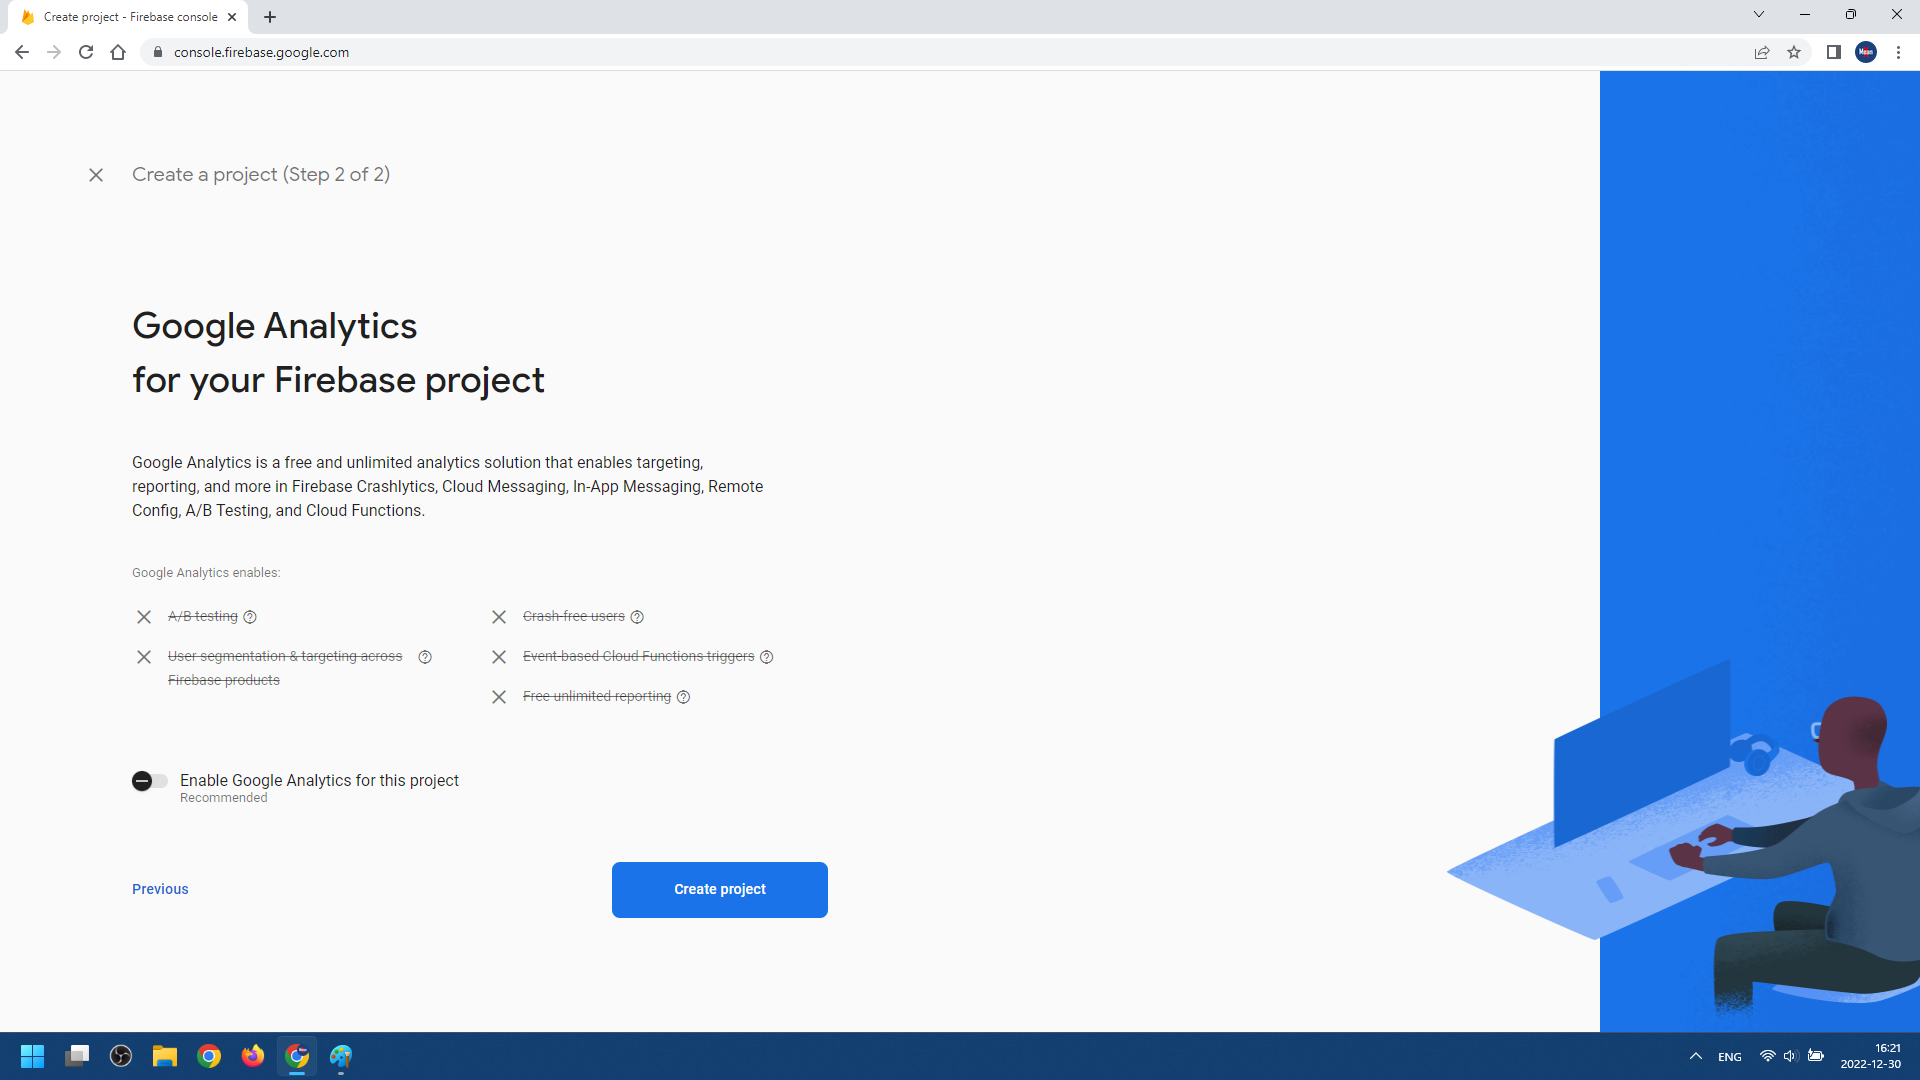 Create project - Firebase console
console.firebase.google.com
Create a project (Step 2 of 2)
Google Analytics
for your Firebase project
Google Analytics is a free and unlimited analytics solution that enables targeting,
reporting, and more in Firebase Crashlytics, Cloud Messaging, In-App Messaging, Remote
Config, A/B Testing, and Cloud Functions.
Google Analytics enables:
A/B testing
Crash-free users
User segmentation & targeting across
Firebase products
Event-based Cloud Functions triggers
Free unlimited reporting
Enable Google Analytics for this project
Recommended
Previous
Create project
ENG
16:21
2022-12-30